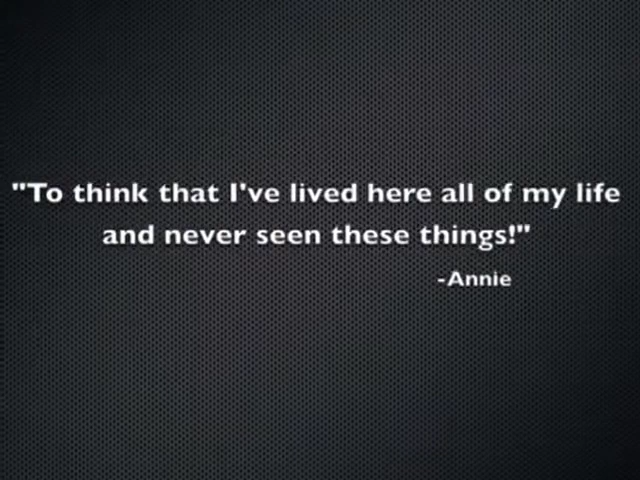 "To think that I've lived here all of my life
and never seen these things!"
-Annie